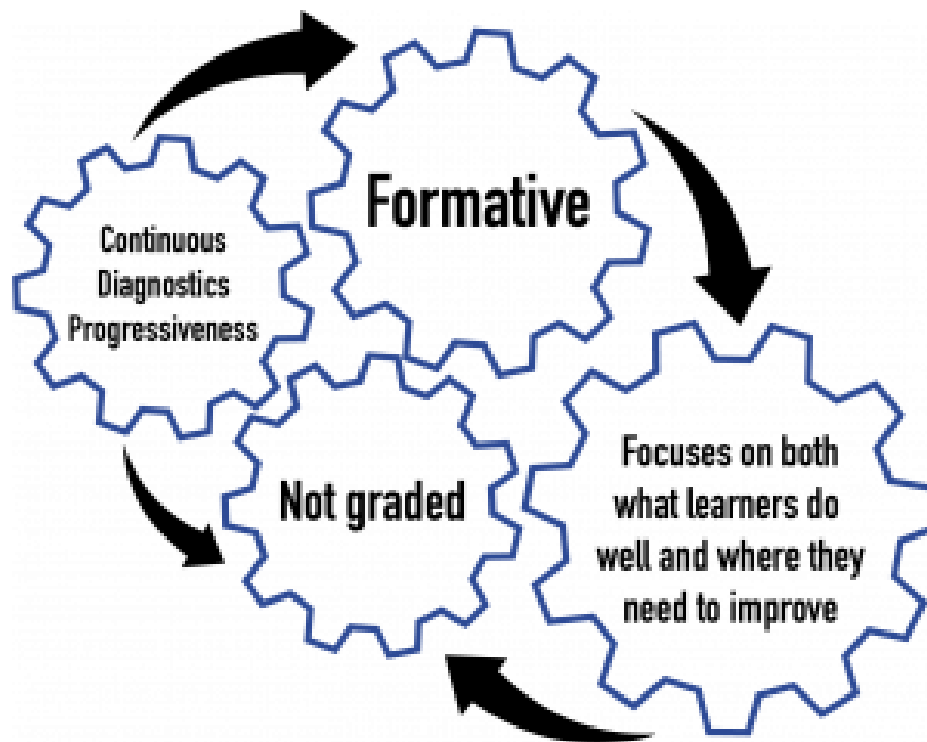 Formative
Continuous
Diagnostics
Progressiveness
Not graded
Focuses on both
what learners do
well and where they
need to improve